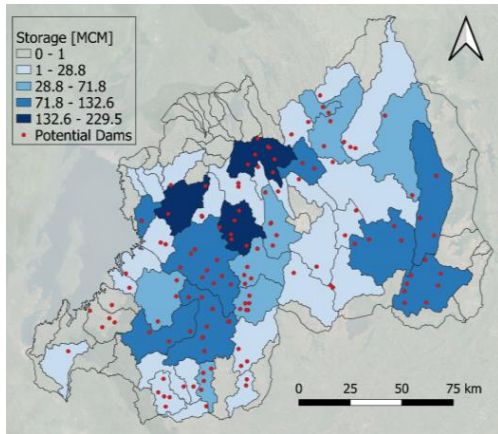 Storage [MCM]
0 - 1
1 - 28.8
28.8 - 71.8
71.8 - 132.6
132.6 - 229.5
Potential Dams
0 25 50 75 km